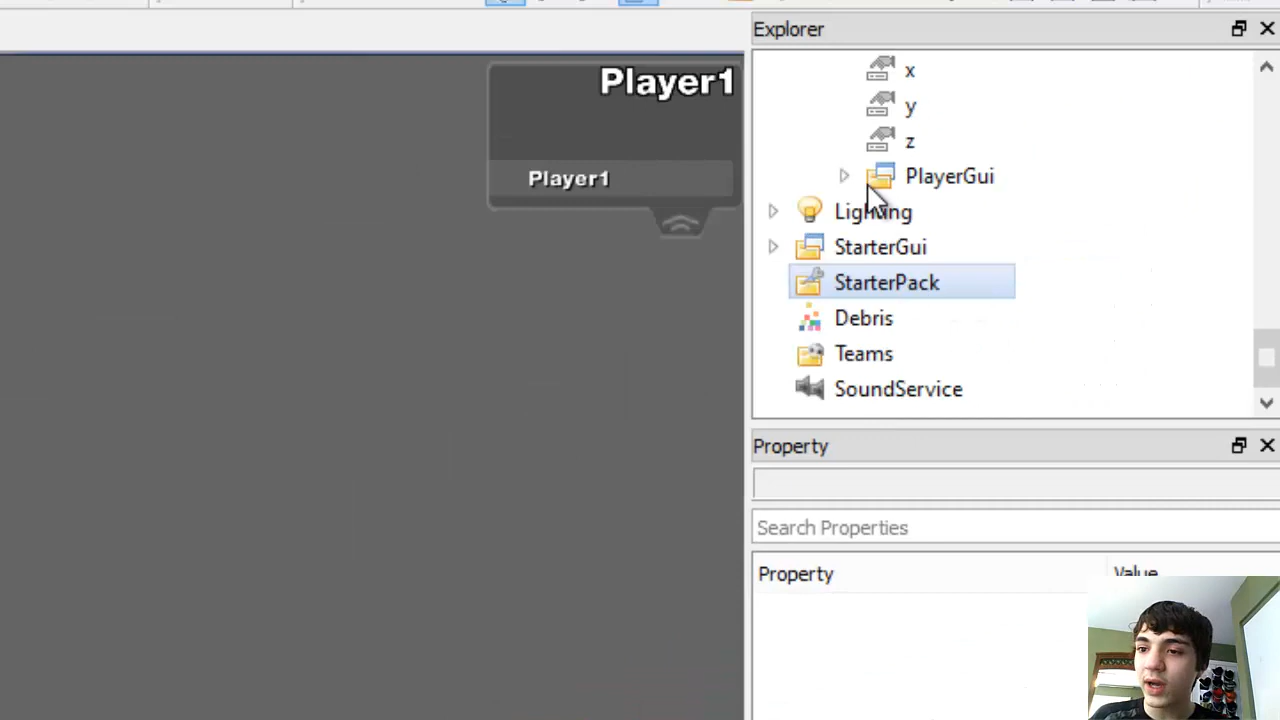 Explorer
Player1
Player1
x
y
z
PlayerGui
Lighting
StarterGui
StarterPack
Debris
Teams
SoundService
Property
Search Properties
Property Value